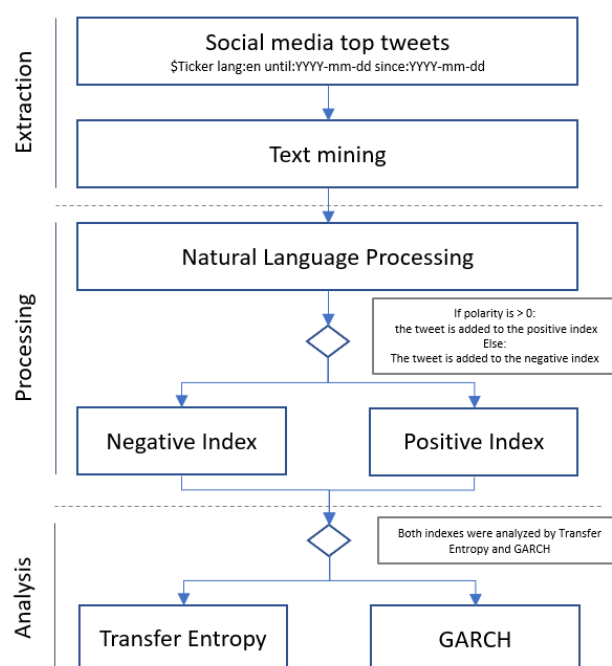 Extraction
Social media top tweets
$Ticker lang:en until:YYYY-mm-dd since:YYYY-mm-dd
Text mining
Processing
Natural Language Processing
If polarity is > 0:
the tweet is added to the positive index
Else:
The tweet is added to the negative index
Negative Index
Positive Index
Analysis
Both indexes were analyzed by Transfer
Entropy and GARCH
Transfer Entropy
GARCH